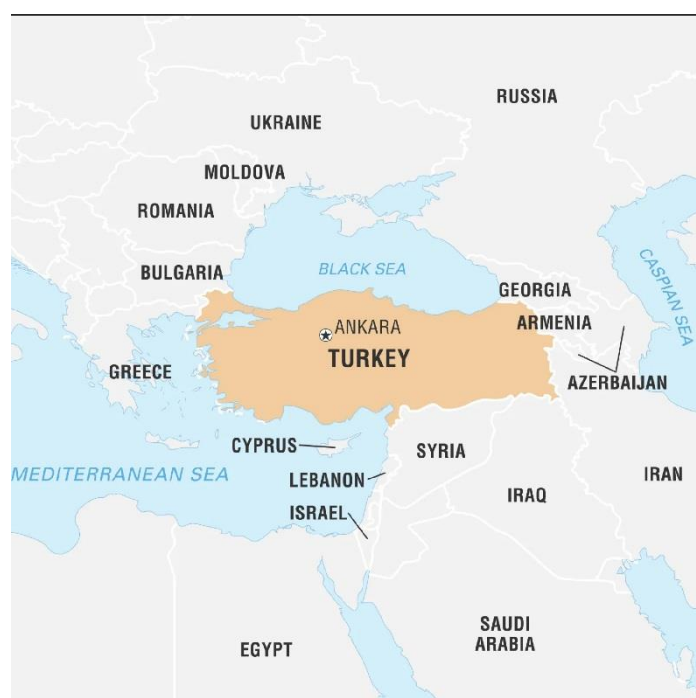 RUSSIA
UKRAINE
MOLDOVA
ROMANIA
BULGARIA
BLACK SEA
CASPIAN SEA
GEORGIA
ARMENIA
ANKARA
TURKEY
GREECE
AZERBAIJAN
CYPRUS
SYRIA
MEDITERRANEAN SEA
LEBANON
IRAN
IRAQ
ISRAEL
EGYPT
SAUDI
ARABIA